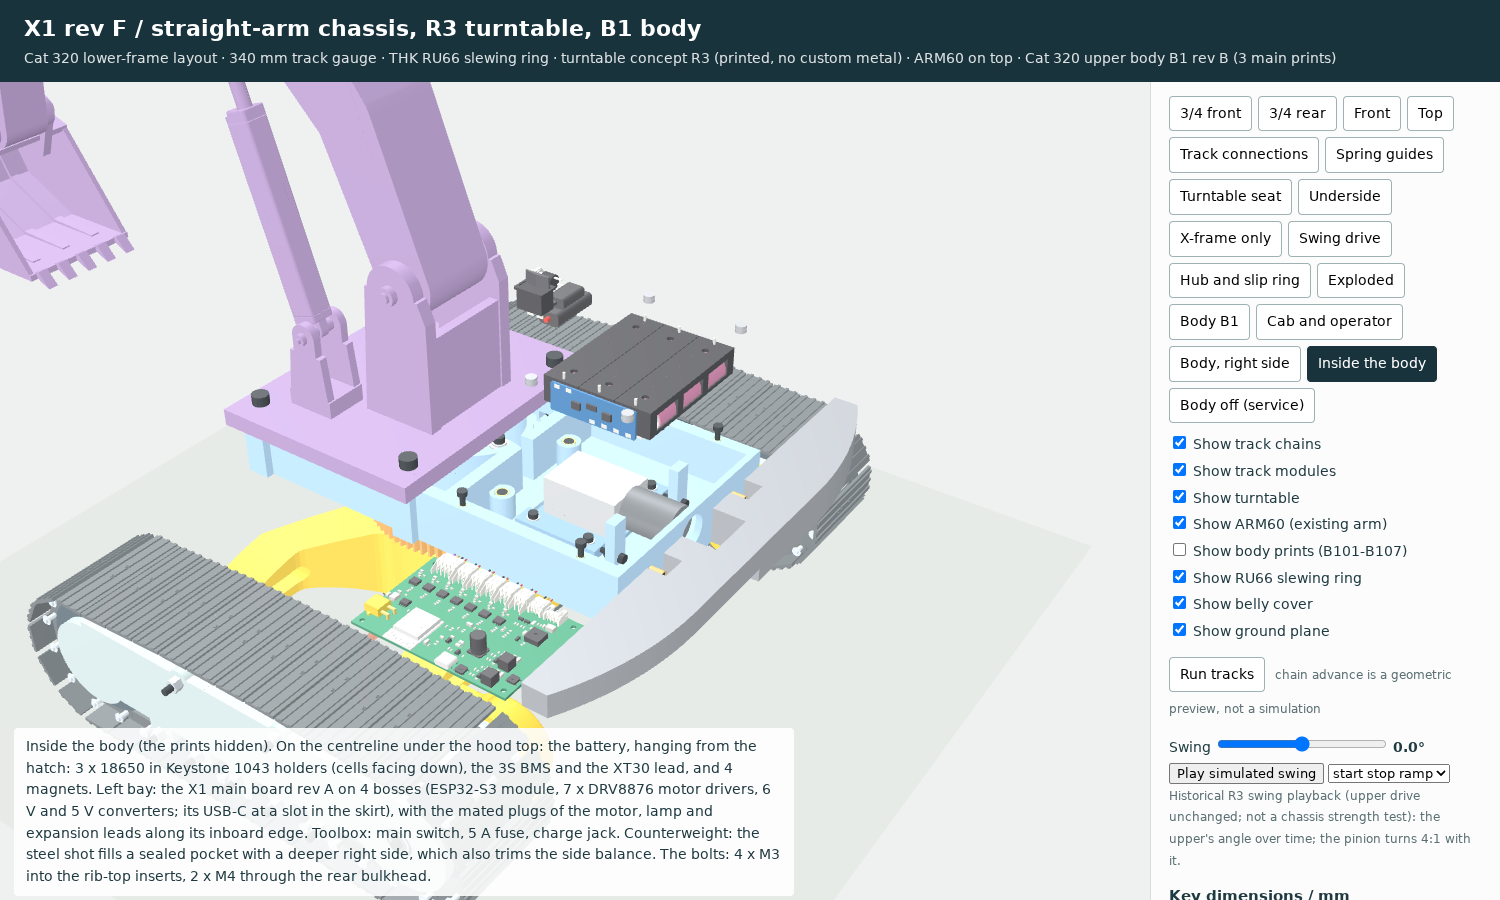 X1 rev F / straight-arm chassis, R3 turntable, B1 body
Cat 320 lower-frame layout · 340 mm track gauge · THK RU66 slewing ring · turntable concept R3 (printed, no custom metal) · ARM60 on top · Cat 320 upper body B1 rev B (3 main prints)
3/4 front
3/4 rear
Front
Top
Track connections
Spring guides
Turntable seat
Underside
X-frame only
Swing drive
Hub and slip ring
Exploded
Body B1
Cab and operator
Body, right side
Inside the body
Body off (service)
Show track chains
Show track modules
Show turntable
Show ARM60 (existing arm)
Show body prints (B101-B107)
Show RU66 slewing ring
Show belly cover
Show ground plane
Run tracks
chain advance is a geometric
preview, not a simulation
Swing
0.0°
Play simulated swing
start stop ramp
Historical R3 swing playback (upper drive
unchanged; not a chassis strength test): the
upper's angle over time; the pinion turns 4:1 with
it.
Key dimensions / mm
Inside the body (the prints hidden). On the centreline under the hood top: the battery, hanging from the
hatch: 3 x 18650 in Keystone 1043 holders (cells facing down), the 3S BMS and the XT30 lead, and 4
magnets. Left bay: the X1 main board rev A on 4 bosses (ESP32-S3 module, 7 x DRV8876 motor drivers, 6
V and 5 V converters; its USB-C at a slot in the skirt), with the mated plugs of the motor, lamp and
expansion leads along its inboard edge. Toolbox: main switch, 5 A fuse, charge jack. Counterweight: the
steel shot fills a sealed pocket with a deeper right side, which also trims the side balance. The bolts: 4 x M3
into the rib-top inserts, 2 x M4 through the rear bulkhead.